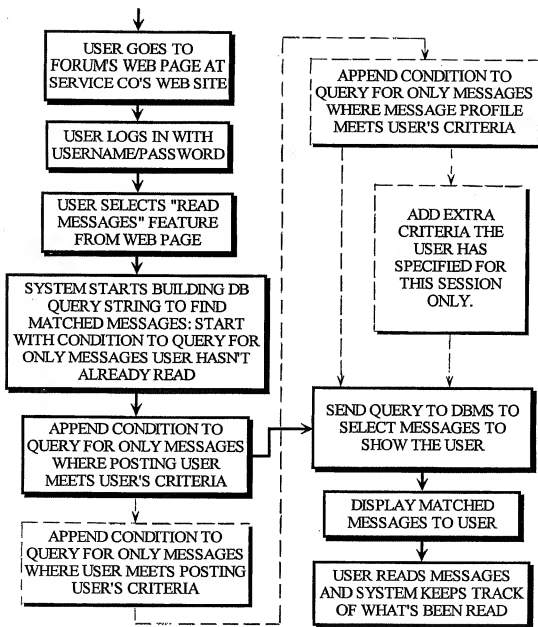 USER GOES TO
FORUM'S WEB PAGE AT
SERVICE CO'S WEB SITE
USER LOGS IN WITH
USERNAME/PASSWORD
USER SELECTS "READ
MESSAGES" FEATURE
FROM WEB PAGE
SYSTEM STARTS BUILDING DB
QUERY STRING TO FIND
MATCHED MESSAGES: START
WITH CONDITION TO QUERY FOR
ONLY MESSAGES USER HASN'T
ALREADY READ
APPEND CONDITION TO
QUERY FOR ONLY MESSAGES
WHERE POSTING USER
MEETS USER'S CRITERIA
APPEND CONDITION TO
QUERY FOR ONLY MESSAGES
WHERE USER MEETS POSTING
USER'S CRITERIA
APPEND CONDITION TO
QUERY FOR ONLY MESSAGES
WHERE MESSAGE PROFILE
MEETS USER'S CRITERIA
ADD EXTRA
CRITERIA THE
USER HAS
SPECIFIED FOR
THIS SESSION
ONLY.
SEND QUERY TO DBMS TO
SELECT MESSAGES TO
SHOW THE USER
DISPLAY MATCHED
MESSAGES TO USER
USER READS MESSAGES
AND SYSTEM KEEPS TRACK
OF WHAT'S BEEN READ